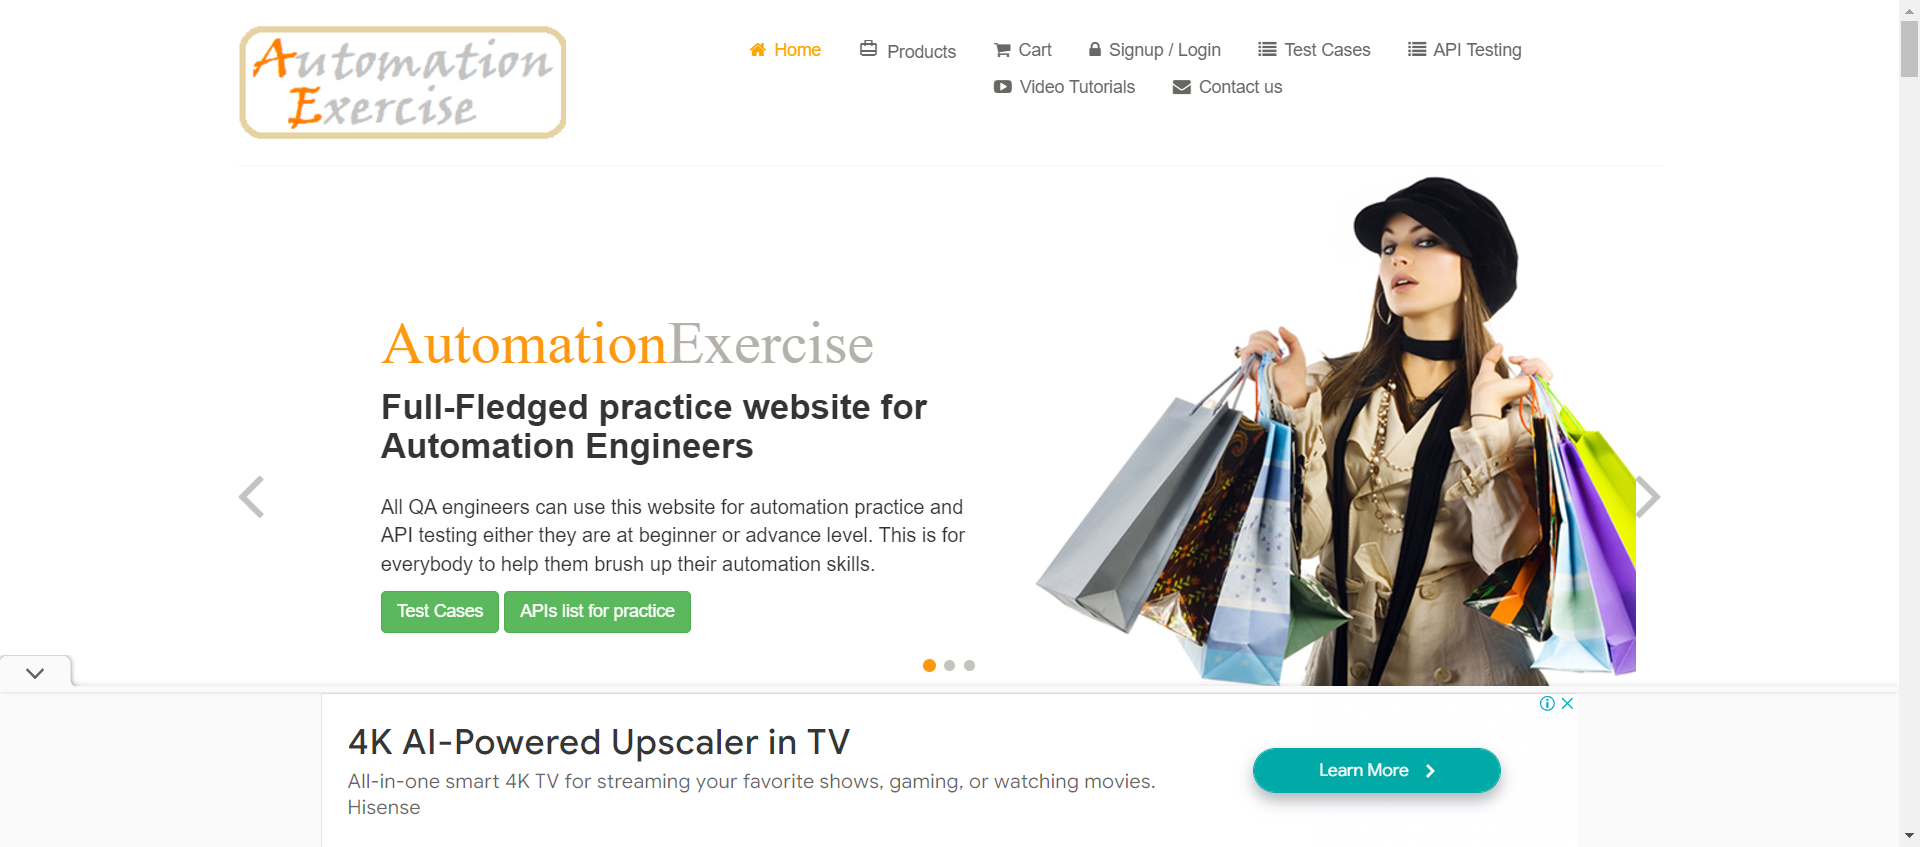 Automation
Exercise
Home
Products
Cart
Signup / Login
Test Cases
API Testing
Video Tutorials
Contact us
AutomationExercise
Full-Fledged practice website for
Automation Engineers
All QA engineers can use this website for automation practice and
API testing either they are at beginner or advance level. This is for
everybody to help them brush up their automation skills.
Test Cases
APIs list for practice
4K AI-Powered Upscaler in TV
All-in-one smart 4K TV for streaming your favorite shows, gaming, or watching movies.
Hisense
Learn More